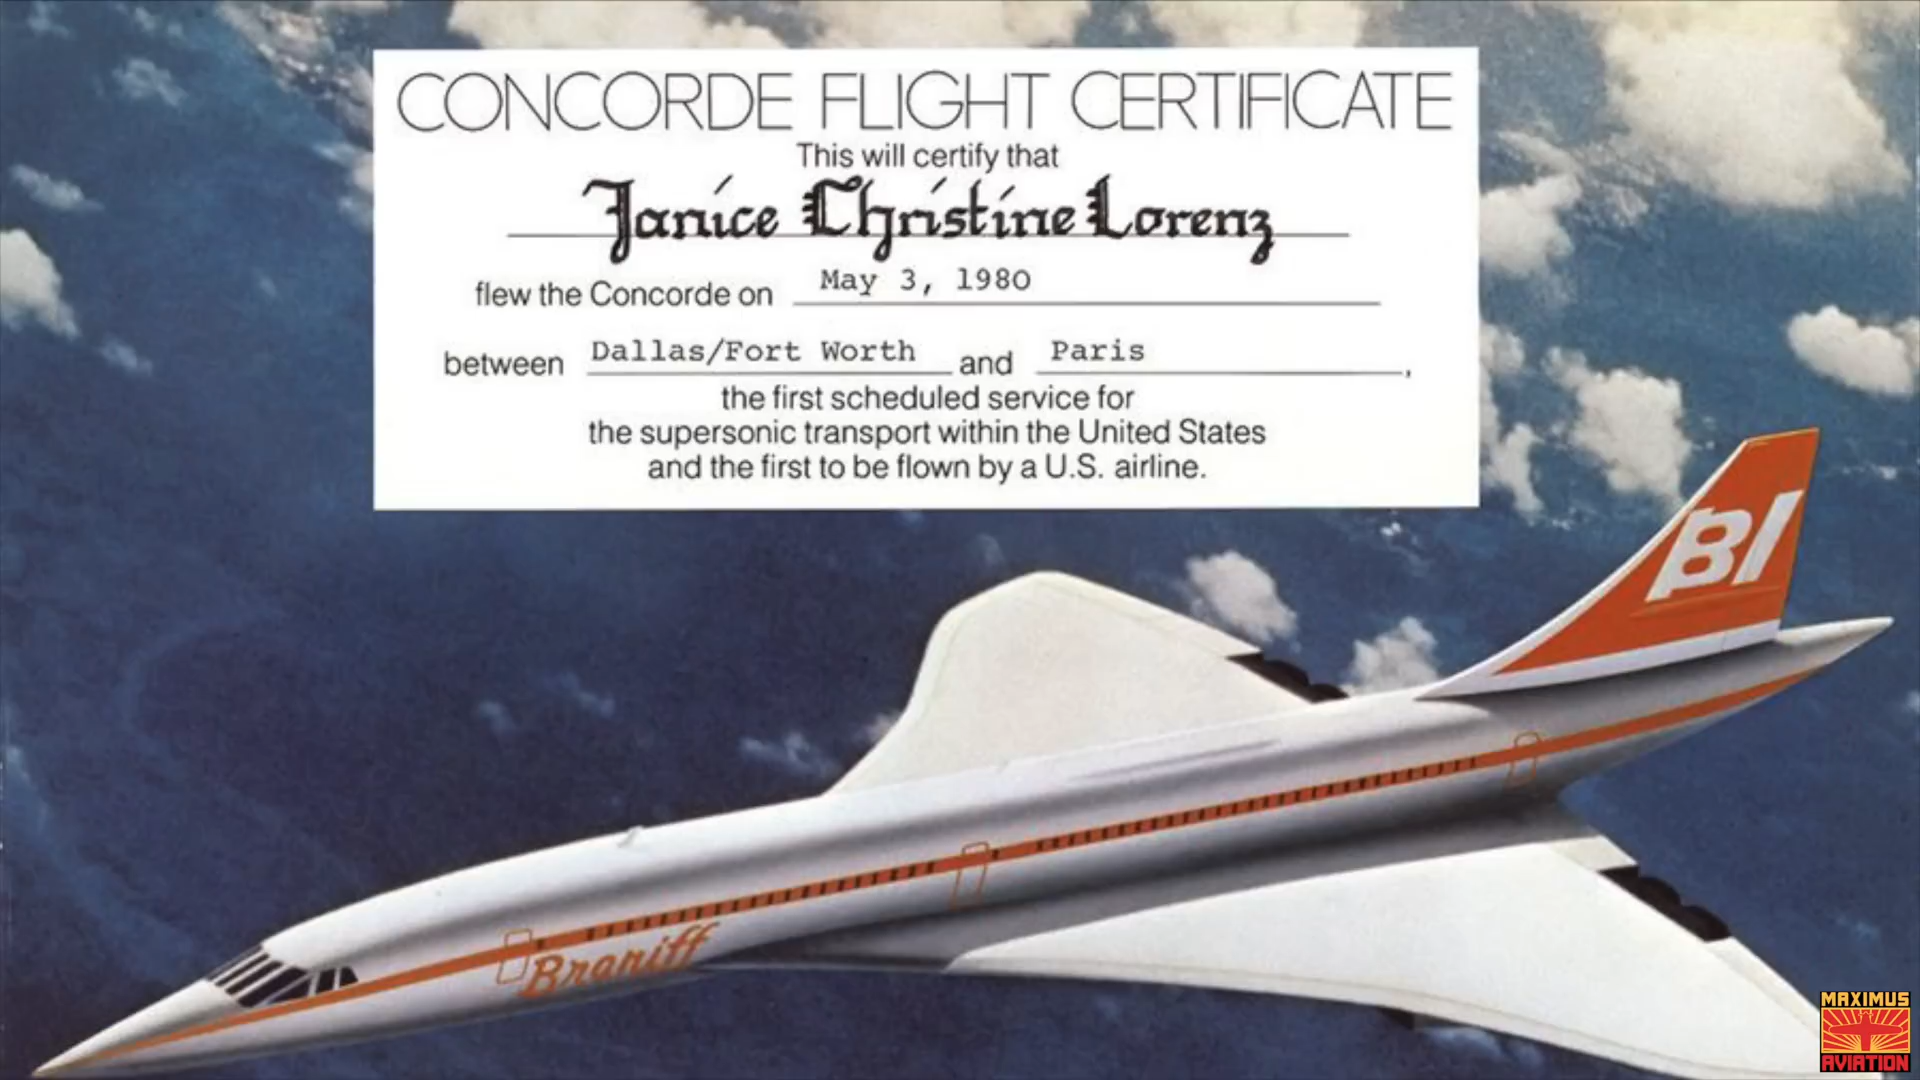 CONCORDE FLIGHT CERTIFICATE
This will certify that
Janice Christine Lorenz
flew the Concorde on May 3, 1980
between Dallas/Fort Worth and Paris,
the first scheduled service for
the supersonic transport within the United States
and the first to be flown by a U.S. airline.
BI
Braniff
MAXIMUS
AVIATION